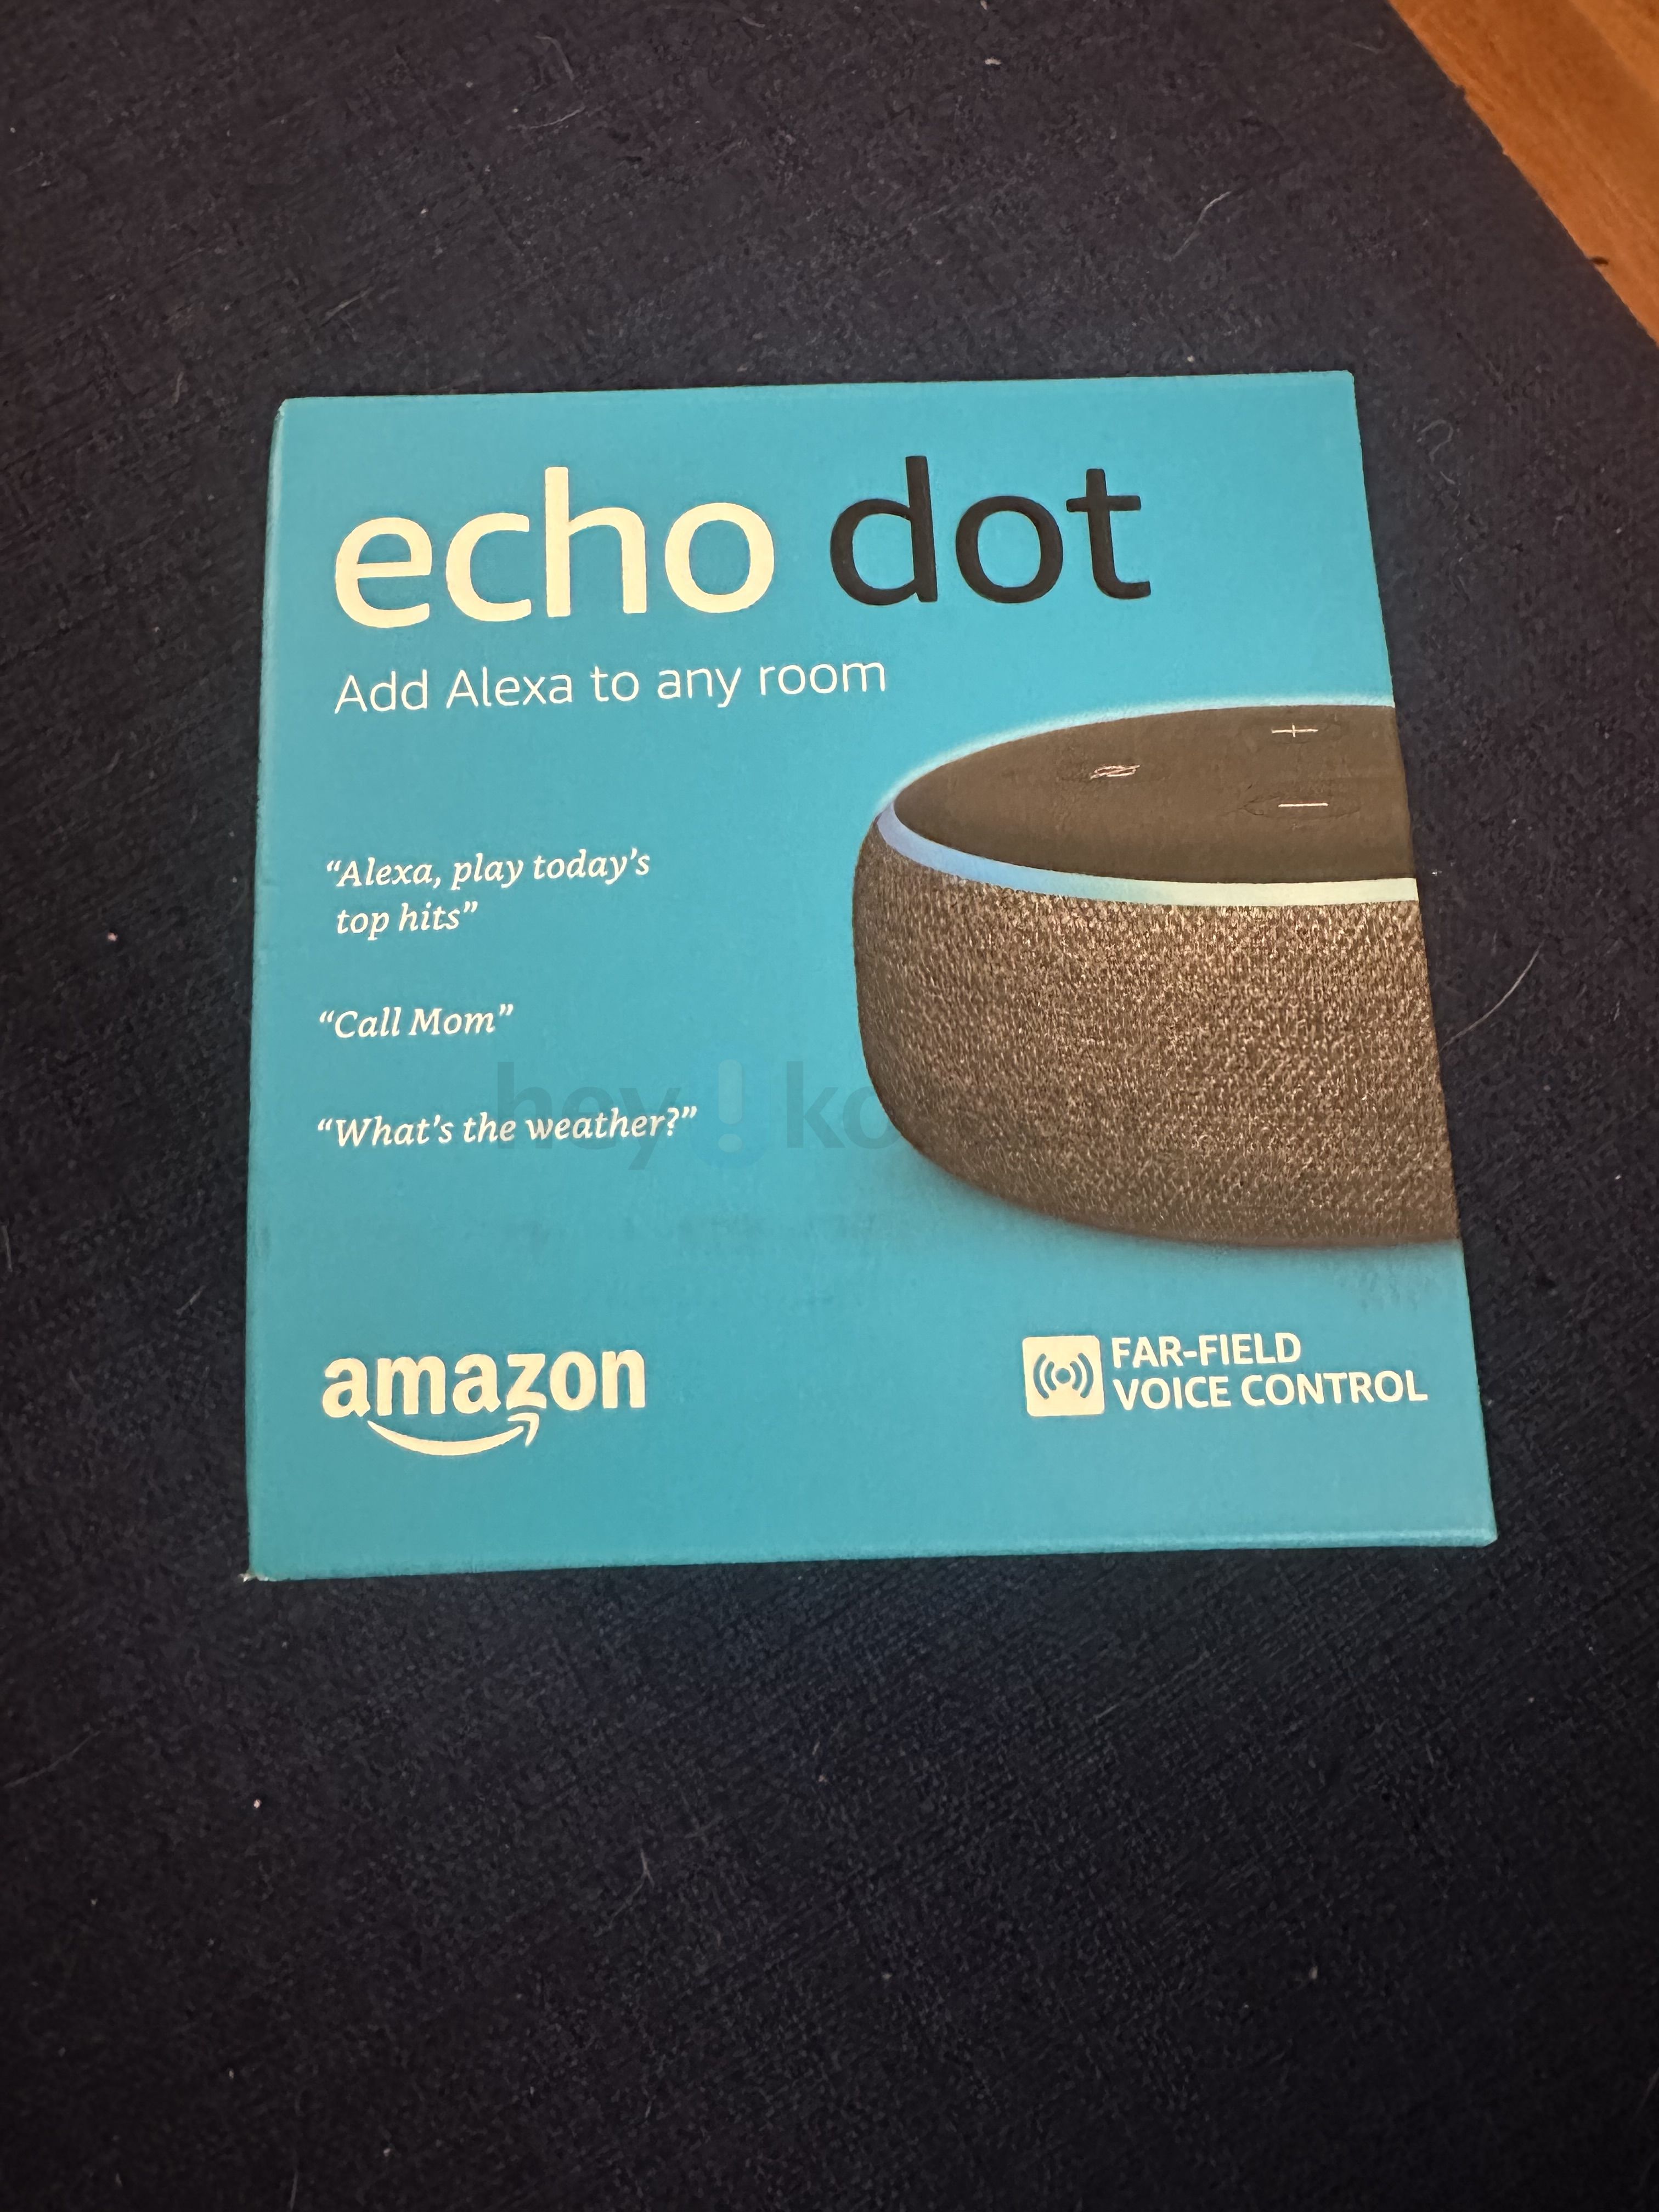 echo dot
Add Alexa to any room
“Alexa, play today’s
top hits”
“Call Mom”
“What’s the weather?”
hey!
amazon
FAR-FIELD
VOICE CONTROL